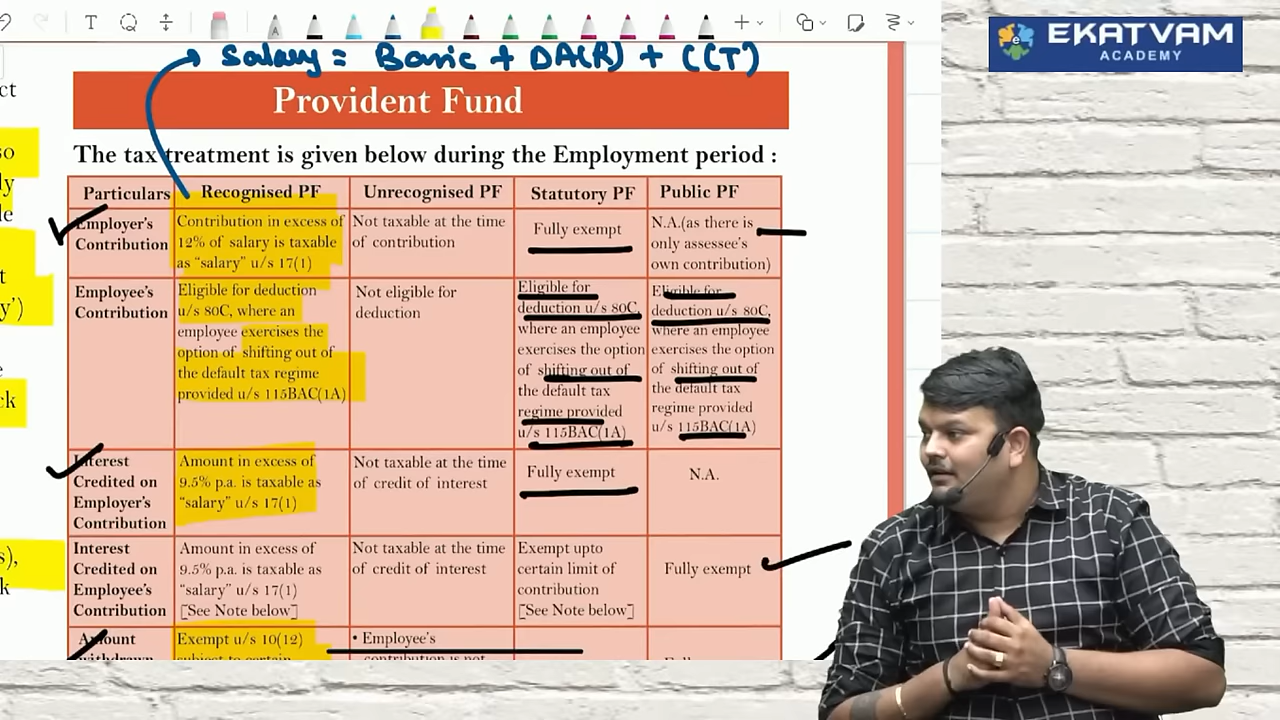 EKATVAM
ACADEMY
Salary = Basic + DA(R) + CC(T)
Provident Fund
The tax treatment is given below during the Employment period :
Particulars
Recognised PF
Unrecognised PF
Statutory PF
Public PF
Employer's
Contribution
Contribution in excess of
12% of salary is taxable
as “salary” u/s 17(1)
Not taxable at the time
of contribution
Fully exempt
N.A.(as there is
only assessee's
own contribution)
Employee's
Contribution
Eligible for deduction
u/s 80C, where an
employee exercises the
option of shifting out of
the default tax regime
provided u/s 115BAC(1A)
Not eligible for
deduction
Eligible for
deduction u/s 80C,
where an employee
exercises the option
of shifting out of
the default tax
regime provided
u/s 115BAC(1A)
Eligible for
deduction u/s 80C,
where an employee
exercises the option
of shifting out of
the default tax
regime provided
u/s 115BAC(1A)
Interest
Credited on
Employer's
Contribution
Amount in excess of
9.5% p.a. is taxable as
“salary” u/s 17(1)
Not taxable at the time
of credit of interest
Fully exempt
N.A.
Interest
Credited on
Employee's
Contribution
Amount in excess of
9.5% p.a. is taxable as
“salary” u/s 17(1)
[See Note below]
Not taxable at the time
of credit of interest
Exempt upto
certain limit of
contribution
[See Note below]
Fully exempt
Amount
withdrawn
Exempt u/s 10(12)
subject to certain
• Employee's
contribution is not